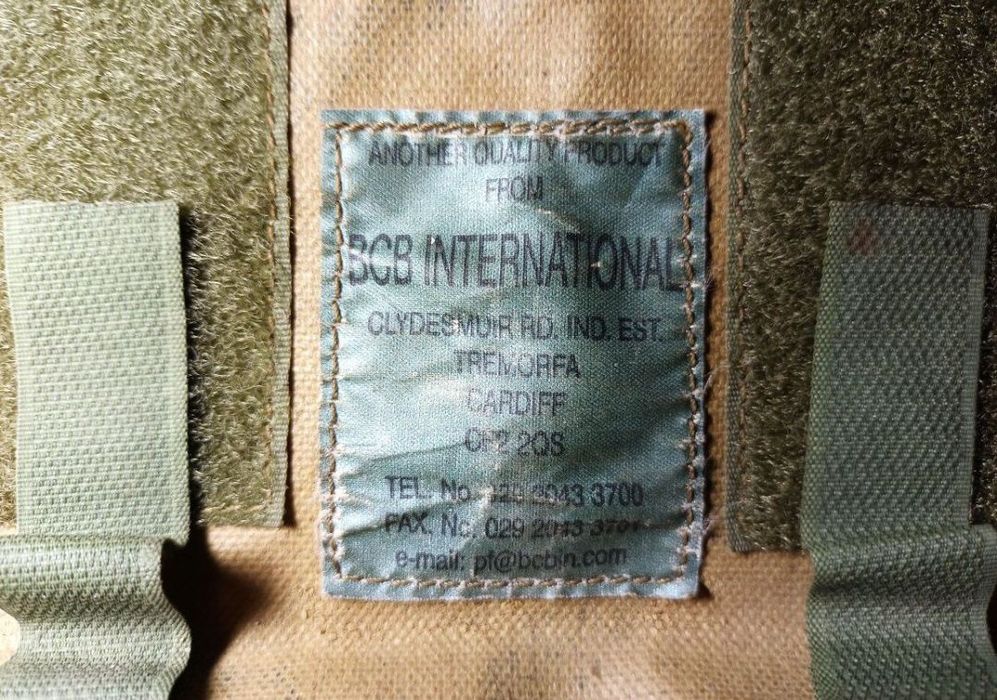 ANOTHER QUALITY PRODUCT
FROM
BCB INTERNATIONAL
CLYDESMUIR RD. IND. EST.
TREMORFA
CARDIFF
CF2 2QS
TEL. No 029 2043 3700
FAX. No. 029 2043 3701
e-mail: pf@bcbin.com